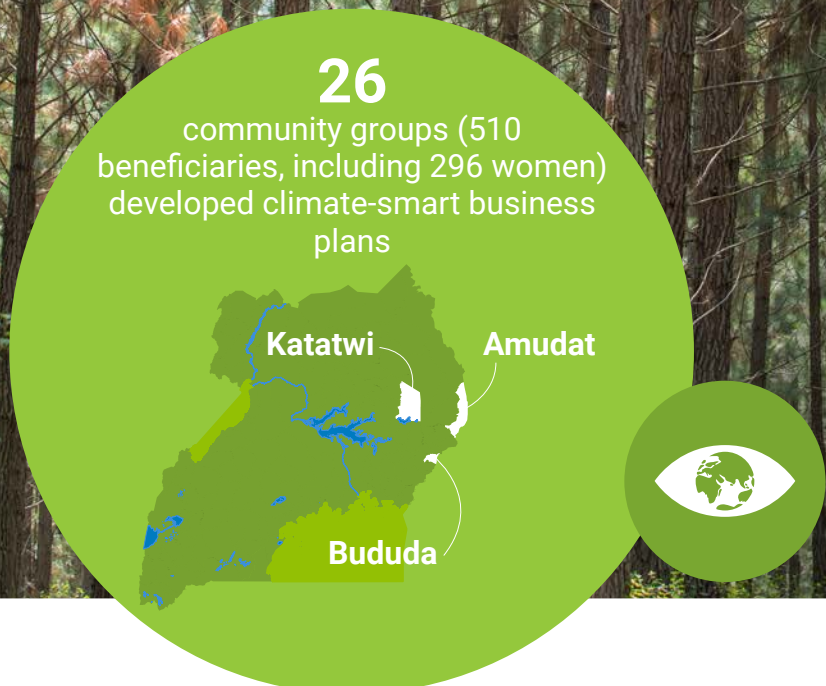 26
community groups (510
beneficiaries, including 296 women)
developed climate-smart business
plans
Katatwi
Amudat
Bududa